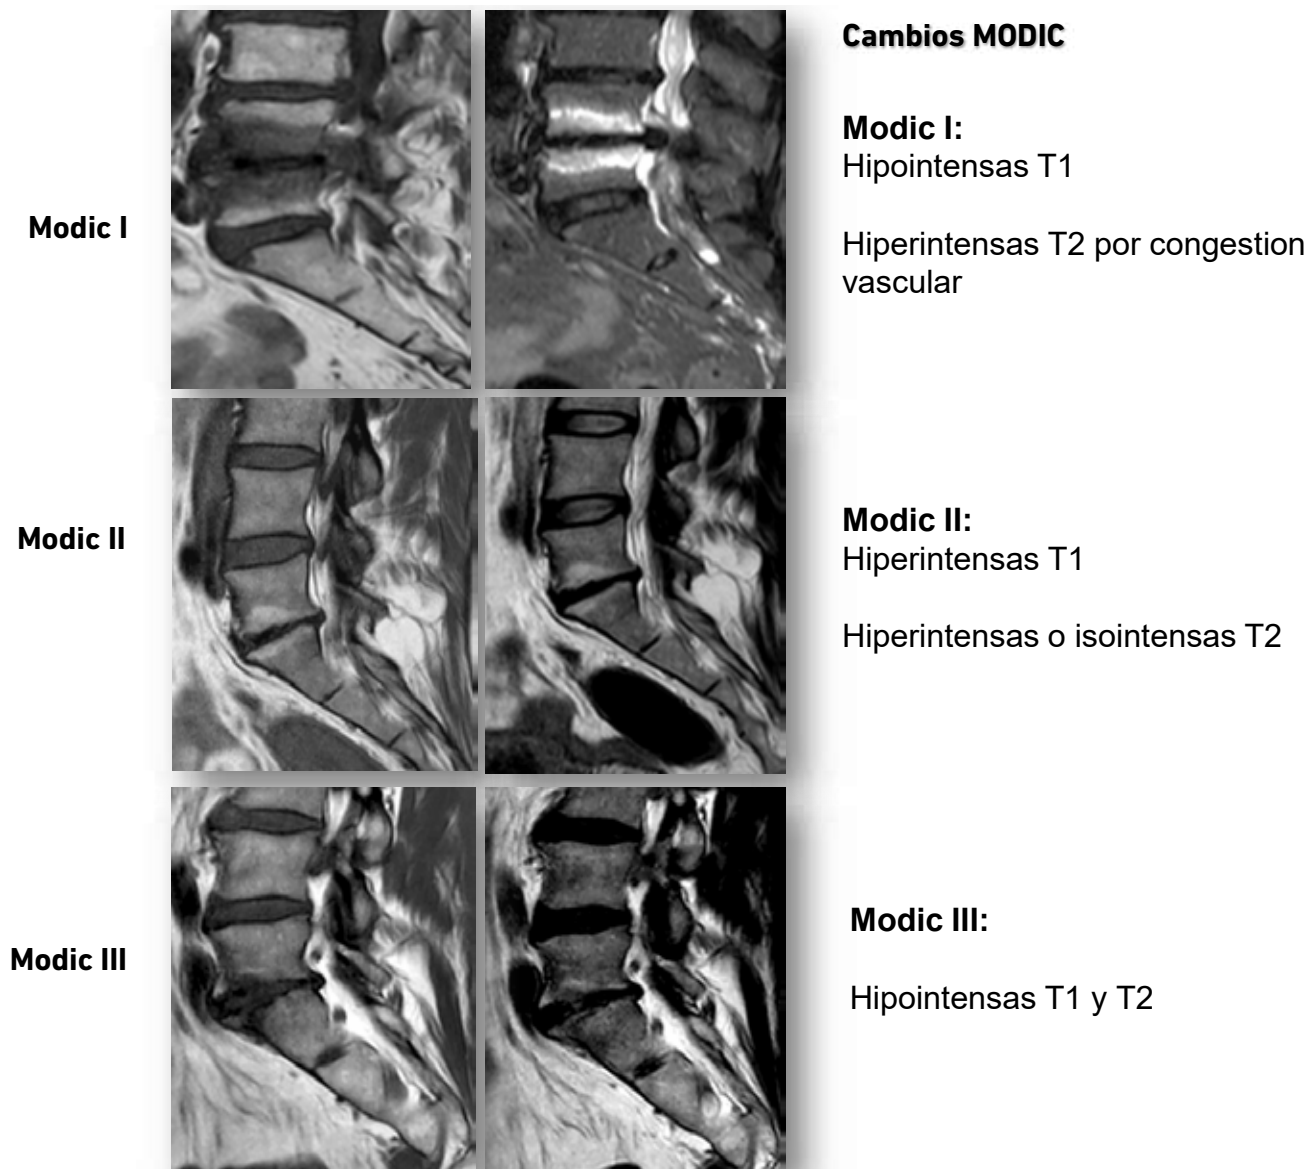 Cambios MODIC
Modic I
Modic I:
Hipointensas T1
Hiperintensas T2 por congestion
vascular
Modic II
Modic II:
Hiperintensas T1
Hiperintensas o isointensas T2
Modic III
Modic III:
Hipointensas T1 y T2